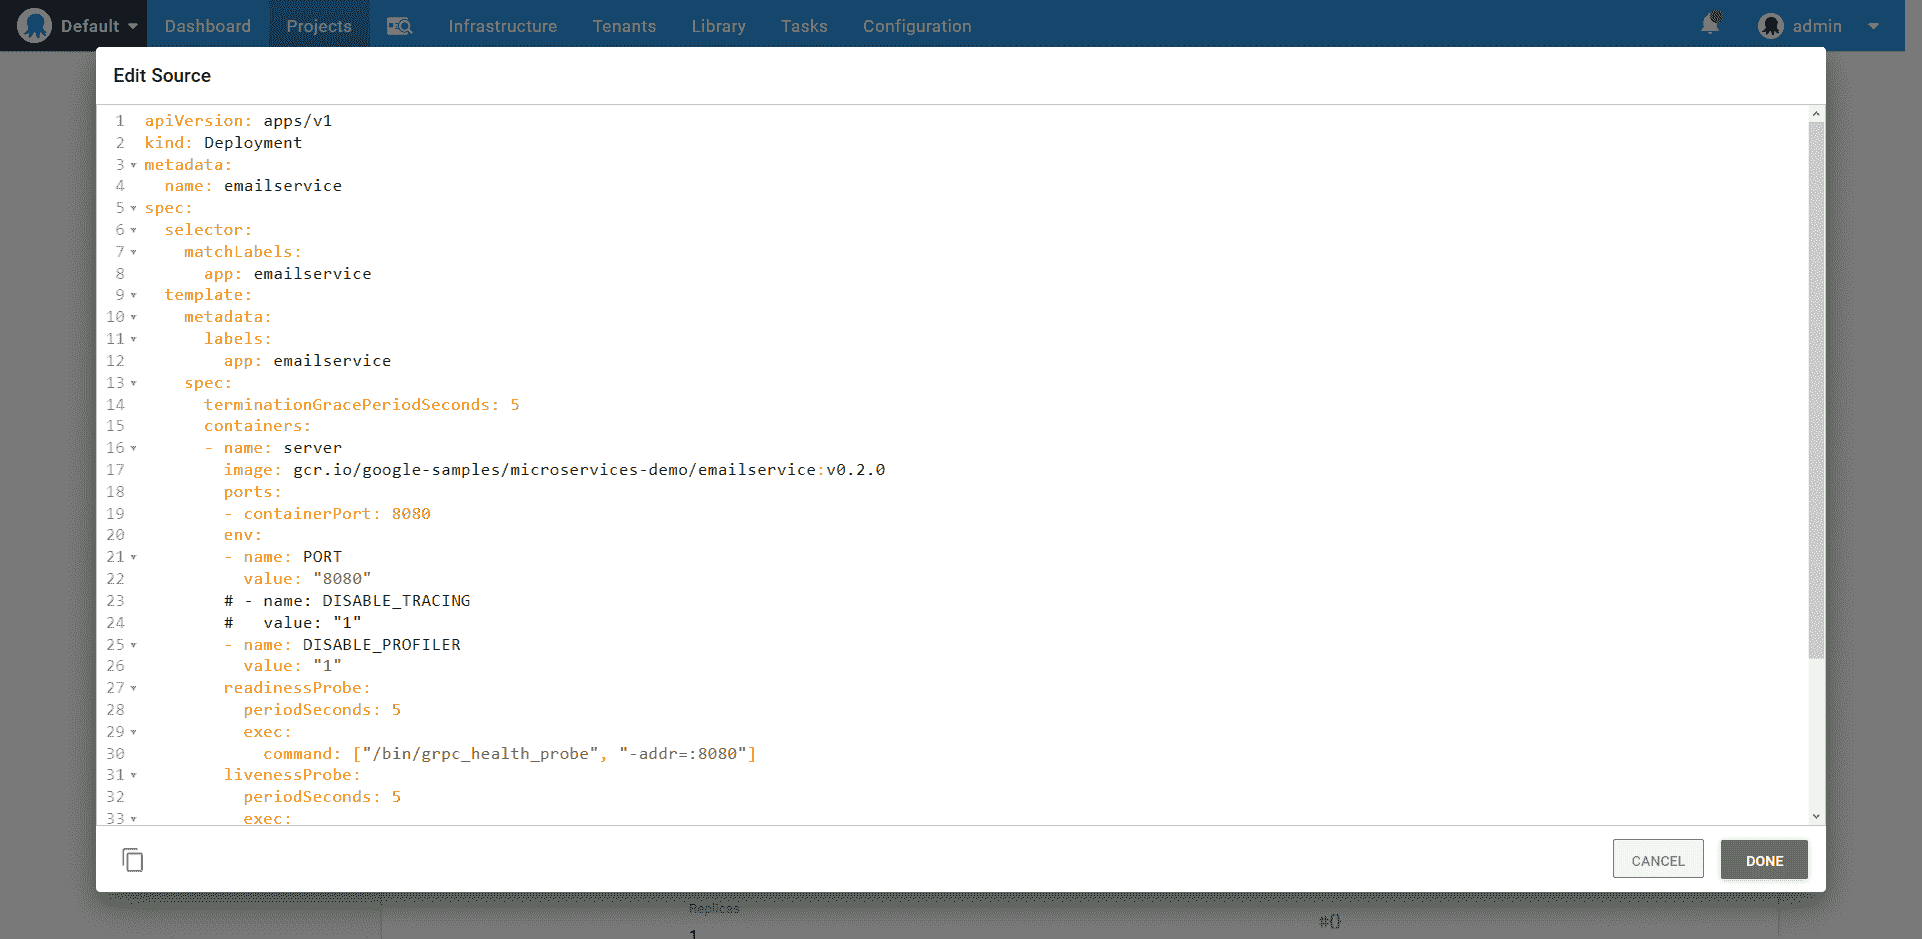 Default Dashboard Projects Infrastructure Tenants Library Tasks Configuration admin
Edit Source
1 apiVersion: apps/v1
2 kind: Deployment
3 metadata:
4   name: emailservice
5 spec:
6   selector:
7     matchLabels:
8       app: emailservice
9   template:
10     metadata:
11       labels:
12         app: emailservice
13     spec:
14       terminationGracePeriodSeconds: 5
15       containers:
16       - name: server
17         image: gcr.io/google-samples/microservices-demo/emailservice:v0.2.0
18         ports:
19         - containerPort: 8080
20         env:
21         - name: PORT
22           value: "8080"
23         # - name: DISABLE_TRACING
24         #   value: "1"
25         - name: DISABLE_PROFILER
26           value: "1"
27         readinessProbe:
28           periodSeconds: 5
29           exec:
30             command: ["/bin/grpc_health_probe", "-addr=:8080"]
31         livenessProbe:
32           periodSeconds: 5
33           exec:
CANCEL DONE
Replicas
#{}
1